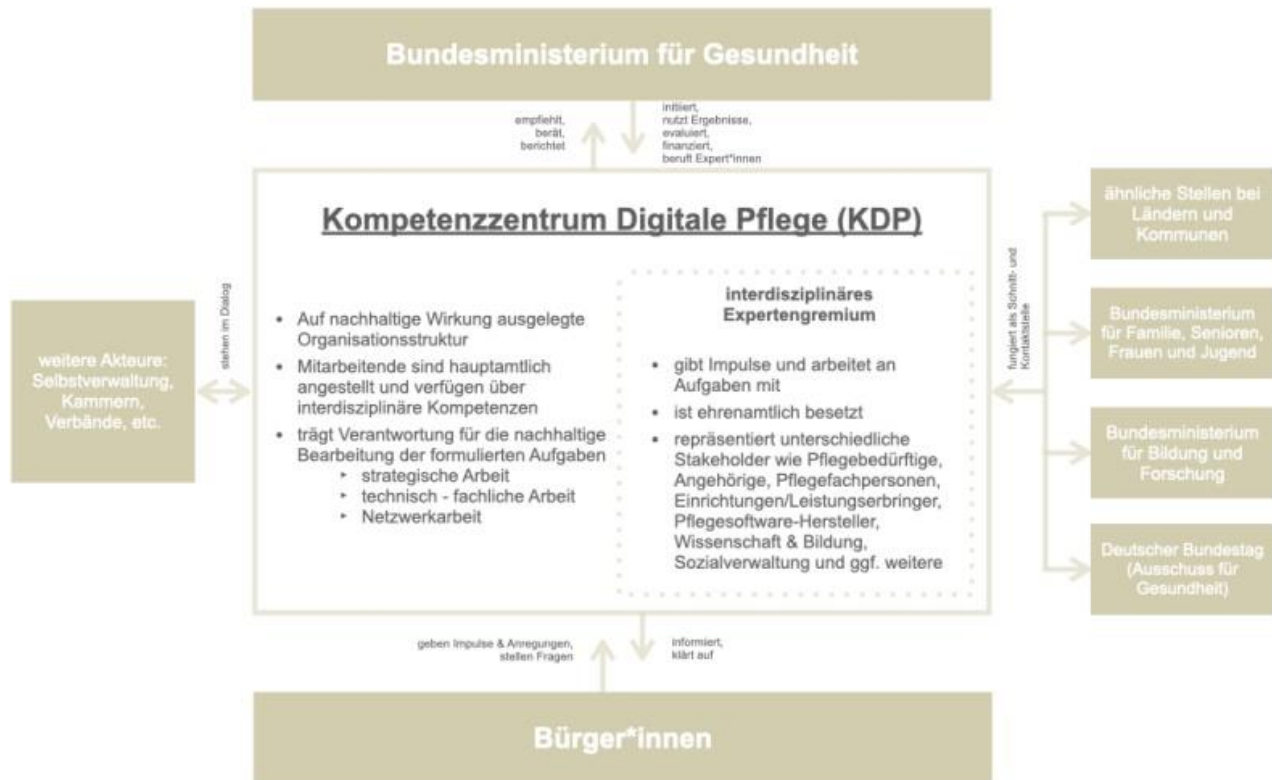 Bundesministerium für Gesundheit
empfiehlt,
berät,
berichtet
initiiert,
nutzt Ergebnisse,
evaluiert,
finanziert,
beruft Expert*innen
Kompetenzzentrum Digitale Pflege (KDP)
• Auf nachhaltige Wirkung ausgelegte
Organisationsstruktur
• Mitarbeitende sind hauptamtlich
angestellt und verfügen über
interdisziplinäre Kompetenzen
• trägt Verantwortung für die nachhaltige
Bearbeitung der formulierten Aufgaben
‣ strategische Arbeit
‣ technisch - fachliche Arbeit
‣ Netzwerkarbeit
interdisziplinäres
Expertengremium
• gibt Impulse und arbeitet an
Aufgaben mit
• ist ehrenamtlich besetzt
• repräsentiert unterschiedliche
Stakeholder wie Pflegebedürftige,
Angehörige, Pflegefachpersonen,
Einrichtungen/Leistungserbringer,
Pflegesoftware-Hersteller,
Wissenschaft & Bildung,
Sozialverwaltung und ggf. weitere
weitere Akteure:
Selbstverwaltung,
Kammern,
Verbände, etc.
stehen im Dialog
fungiert als Schnitt- und
Kontaktstelle
ähnliche Stellen bei
Ländern und
Kommunen
Bundesministerium
für Familie, Senioren,
Frauen und Jugend
Bundesministerium
für Bildung und
Forschung
Deutscher Bundestag
(Ausschuss für
Gesundheit)
geben Impulse & Anregungen,
stellen Fragen
informiert,
klärt auf
Bürger*innen